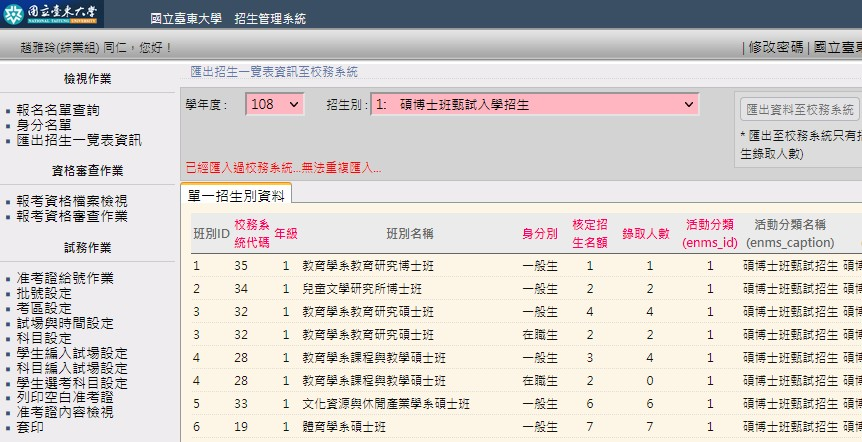 國立臺東大學
NATIONAL TAITUNG UNIVERSITY
國立臺東大學 招生管理系統
趙雅玲(綜業組) 同仁，您好！
| 修改密碼 | 國立臺東
檢視作業
報名名單查詢
身分名單
匯出招生一覽表資訊
資格審查作業
報考資格檔案檢視
報考資格審查作業
試務作業
准考證給號作業
批號設定
考區設定
試場與時間設定
科目設定
學生編入試場設定
科目編入試場設定
學生選考科目設定
列印空白准考證
准考證內容檢視
套印
匯出招生一覽表資訊至校務系統
學年度： 108 招生別： 1: 碩博士班甄試入學招生
匯出資料至校務系統
* 匯出至校務系統只有招
生錄取人數)
已經匯入過校務系統...無法重複匯入...
單一招生別資料
班別ID 校務系統代碼 年級 班別名稱 身分別 核定招生名額 錄取人數 活動分類(enms_id) 活動分類名稱(enms_caption)
1 35 1 教育學系教育研究博士班 一般生 1 1 1 碩博士班甄試招生 碩博
2 34 1 兒童文學研究所博士班 一般生 2 2 1 碩博士班甄試招生 碩博
3 32 1 教育學系教育研究碩士班 一般生 4 4 1 碩博士班甄試招生 碩博
3 32 1 教育學系教育研究碩士班 在職生 2 2 1 碩博士班甄試招生 碩博
4 28 1 教育學系課程與教學碩士班 一般生 3 4 1 碩博士班甄試招生 碩博
4 28 1 教育學系課程與教學碩士班 在職生 2 0 1 碩博士班甄試招生 碩博
5 33 1 文化資源與休閒產業學系碩士班 一般生 6 6 1 碩博士班甄試招生 碩博
6 19 1 體育學系碩士班 一般生 7 7 1 碩博士班甄試招生 碩博